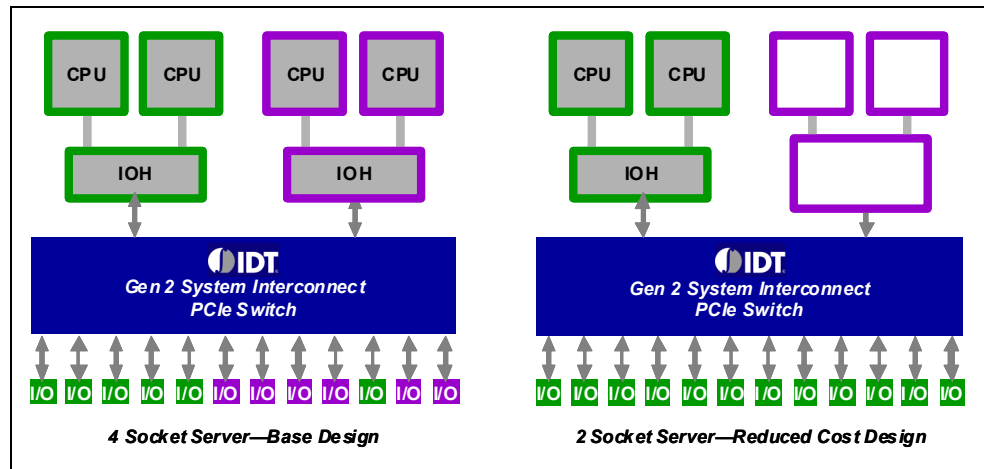 CPU CPU CPU CPU
IOH IOH
IDT
Gen 2 System Interconnect
PCIe Switch
I/O I/O I/O I/O I/O I/O I/O I/O I/O I/O I/O I/O
4 Socket Server—Base Design
CPU CPU
IOH
IDT
Gen 2 System Interconnect
PCIe Switch
I/O I/O I/O I/O I/O I/O I/O I/O I/O I/O I/O I/O
2 Socket Server—Reduced Cost Design